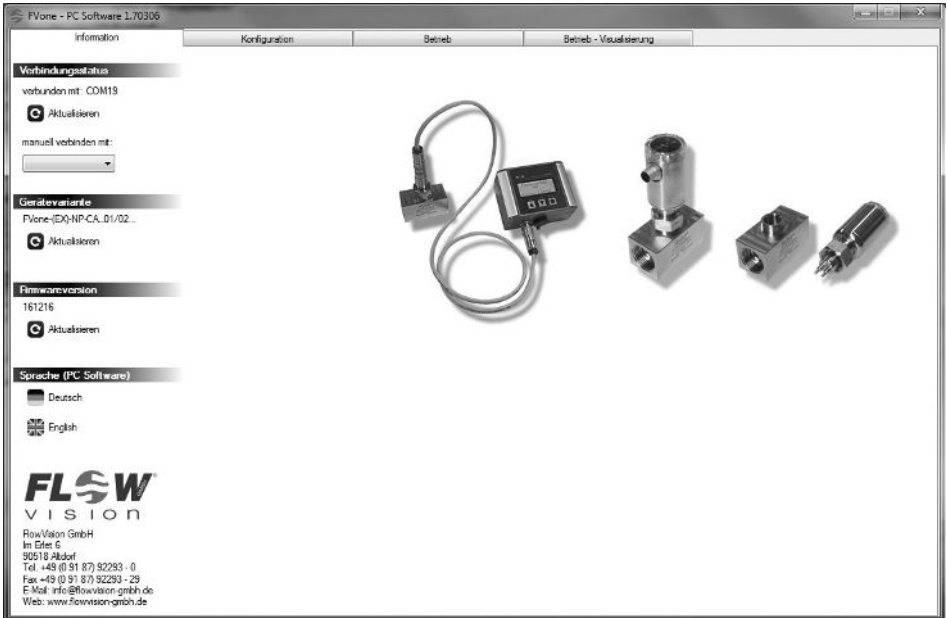 FVone - PC Software 1.70306
Information
Konfiguration
Betrieb
Betrieb - Visualisierung
Verbindungsstatus
verbunden mit: COM19
Aktualisieren
manuell verbinden mit:
Gerätevariante
FVone-(EX)-NP-CA..01/02...
Aktualisieren
Firmwareversion
161216
Aktualisieren
Sprache (PC Software)
Deutsch
English
FLOW
VISION
FlowVision GmbH
Im Erlet 6
90518 Altdorf
Tel. +49 (0 91 87) 92293 - 0
Fax +49 (0 91 87) 92293 - 29
E-Mail: info@flowvision-gmbh.de
Web: www.flowvision-gmbh.de